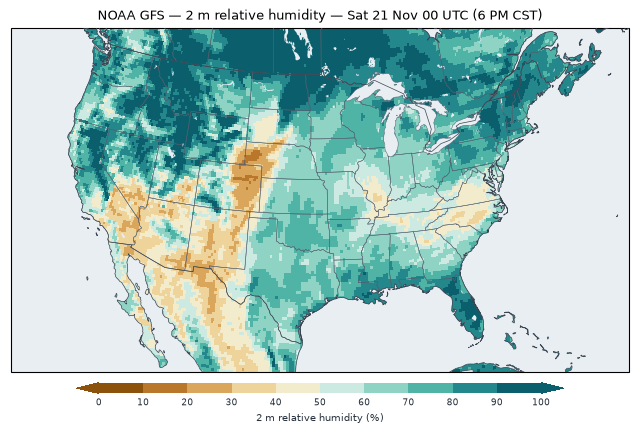 NOAA GFS — 2 m relative humidity — Sat 21 Nov 00 UTC (6 PM CST)
0 10 20 30 40 50 60 70 80 90 100
2 m relative humidity (%)